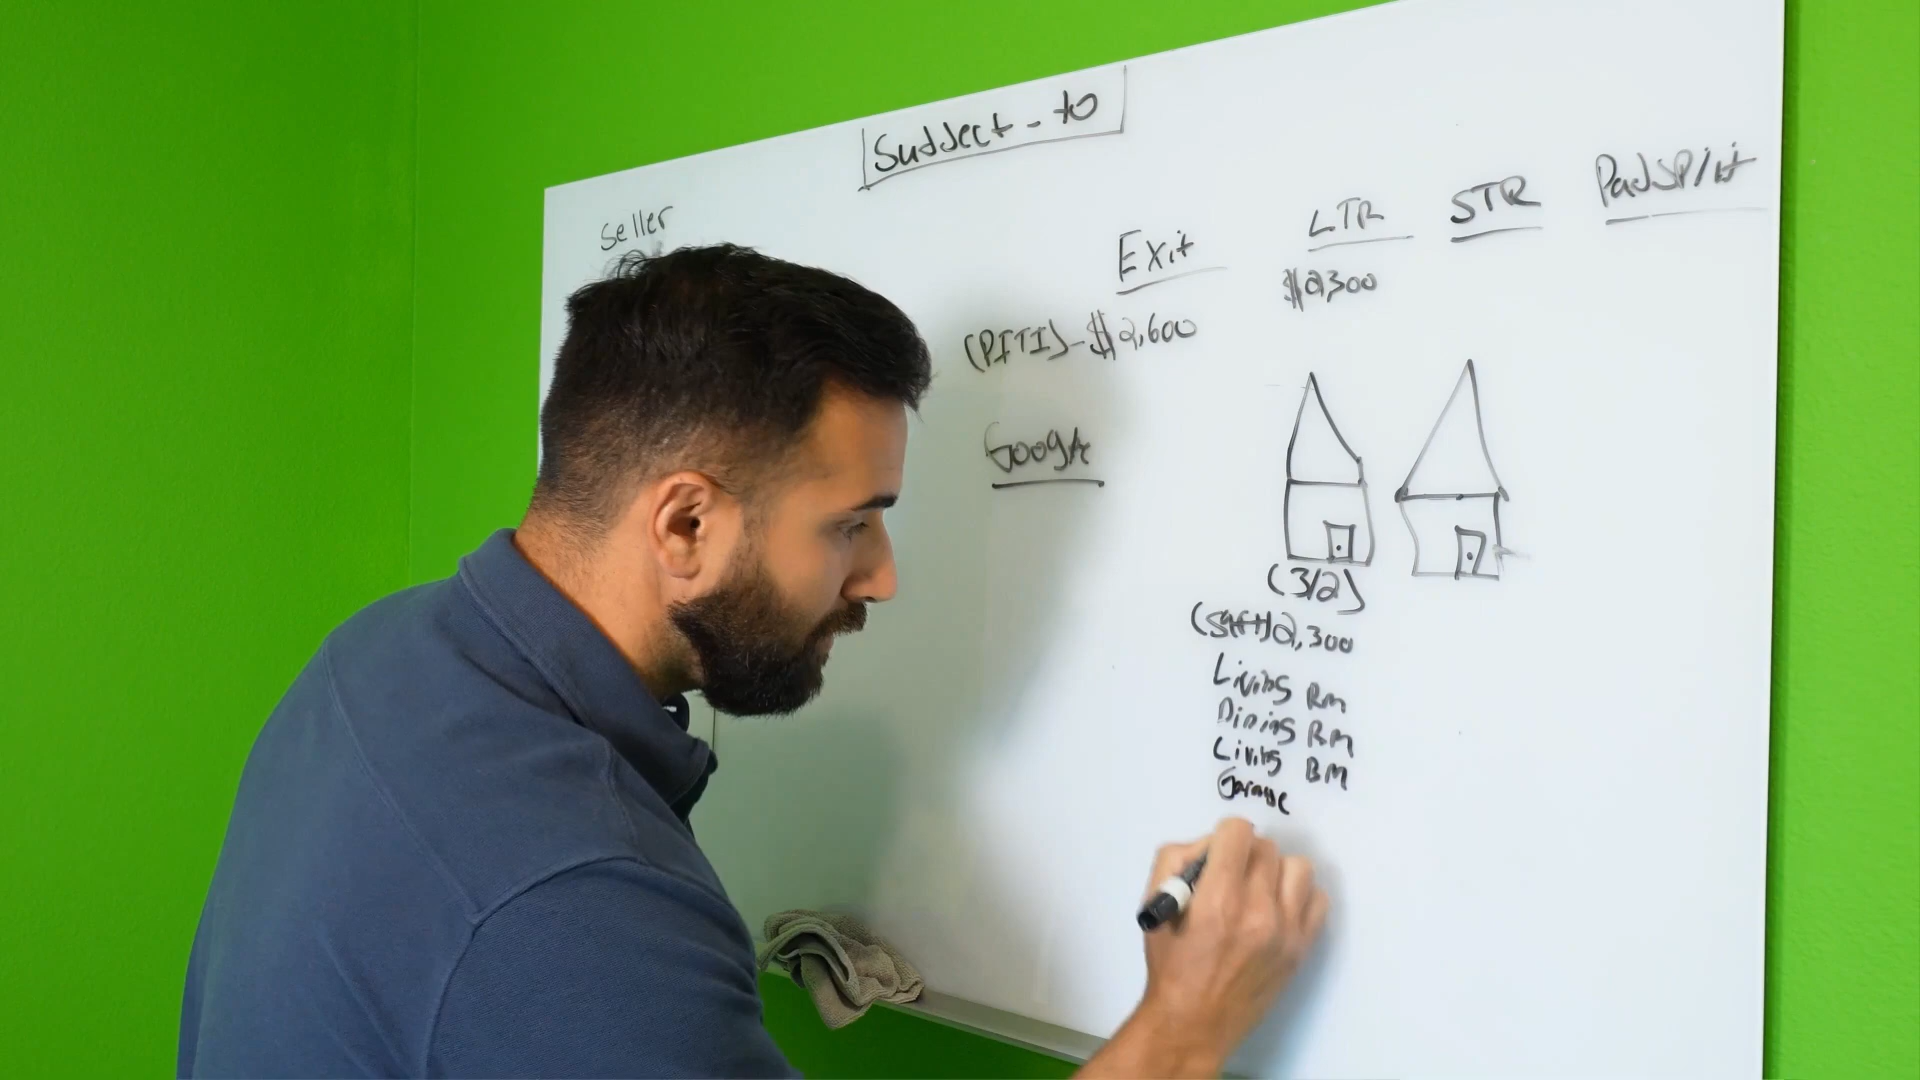 Subject-to
Seller
Exit
LTR
STR
PadSplit
$2,300
(PITI)-$2,600
Google
(3/2)
(Sqft)2,300
Living RM
Dining RM
Living BM
Garage